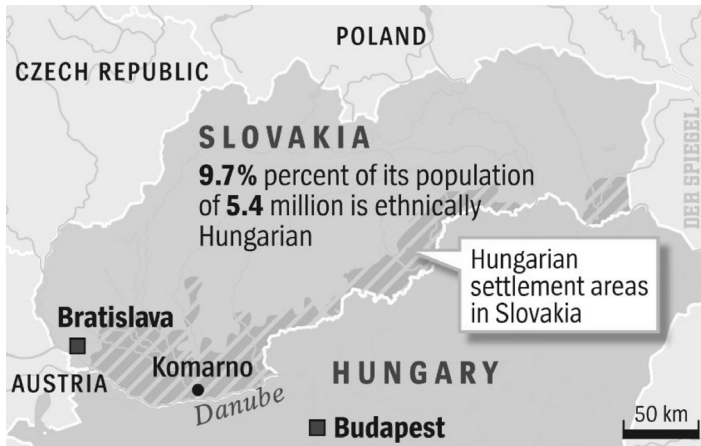 POLAND
CZECH REPUBLIC
SLOVAKIA
9.7% percent of its population
of 5.4 million is ethnically
Hungarian
DER SPIEGEL
Hungarian
settlement areas
in Slovakia
Bratislava
Komarno
AUSTRIA
Danube
HUNGARY
Budapest
50 km